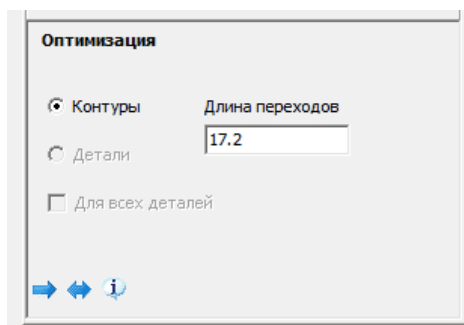 Оптимизация
Контуры
Длина переходов
17.2
Детали
Для всех деталей